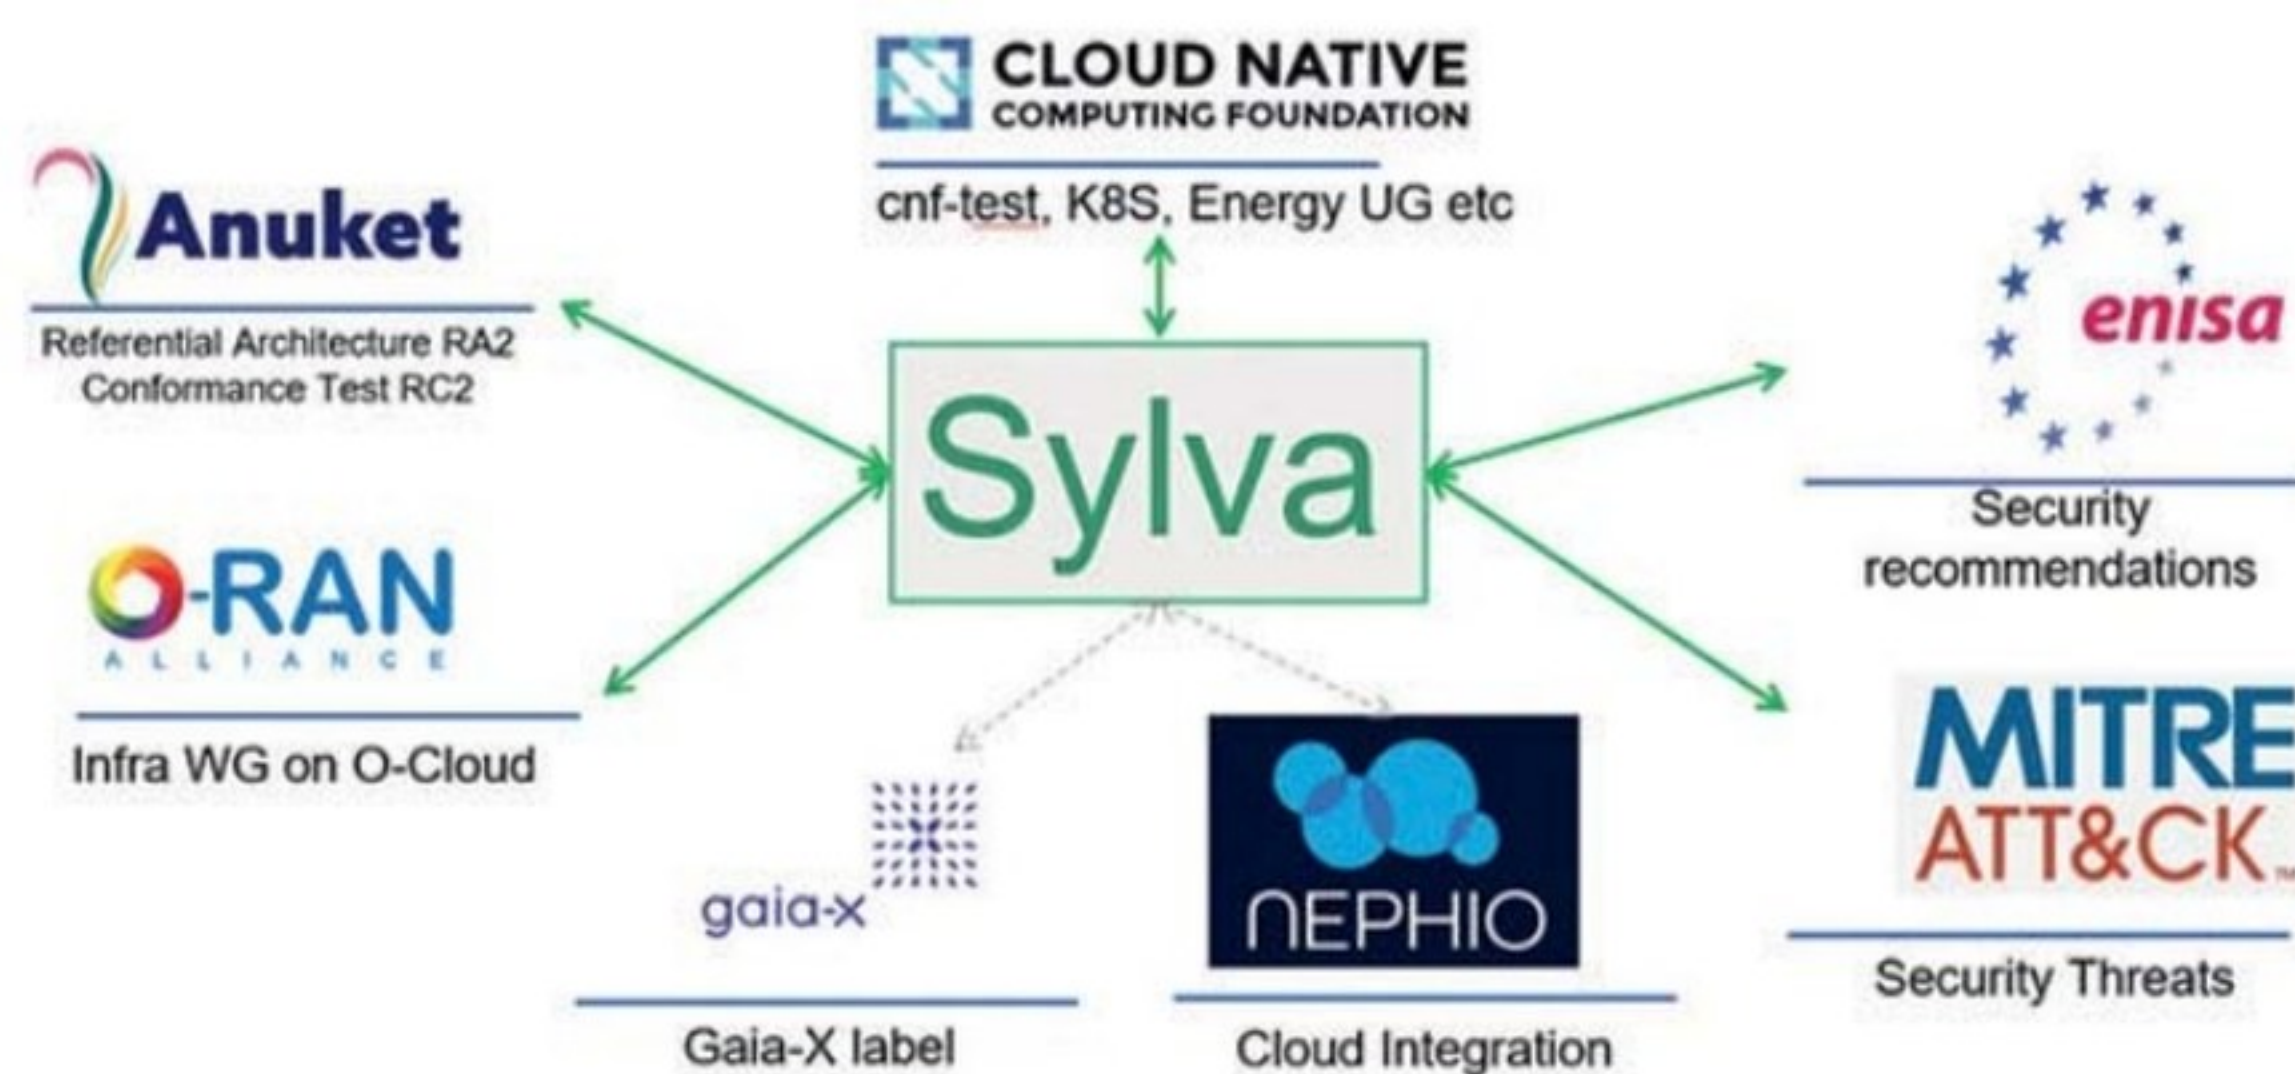 CLOUD NATIVE
COMPUTING FOUNDATION
cnf-test, K8S, Energy UG etc
Anuket
Referential Architecture RA2
Conformance Test RC2
enisa
Security
recommendations
Sylva
O-RAN
ALLIANCE
Infra WG on O-Cloud
MITRE
ATT&CK™
Security Threats
gaia-x
Gaia-X label
NEPHIO
Cloud Integration